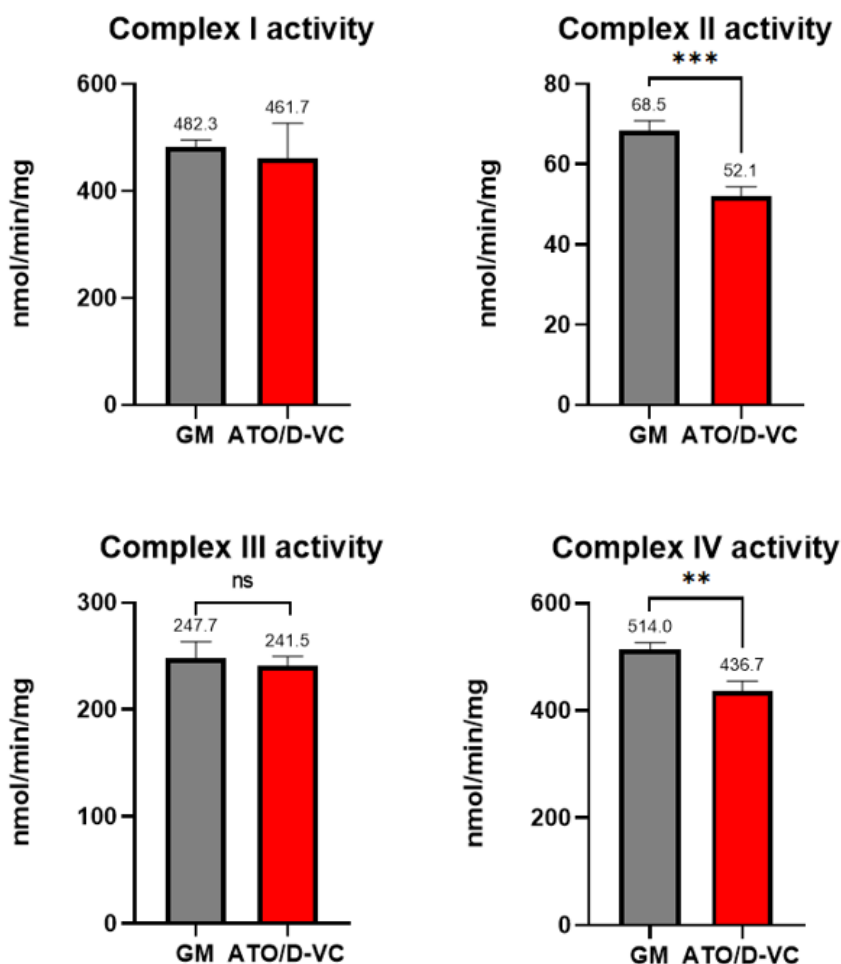 Complex I activity
nmol/min/mg
600
400
200
0
482.3
461.7
GM ATO/D-VC
Complex II activity
***
nmol/min/mg
80
60
40
20
0
68.5
52.1
GM ATO/D-VC
Complex III activity
ns
nmol/min/mg
300
200
100
0
247.7
241.5
GM ATO/D-VC
Complex IV activity
**
nmol/min/mg
600
400
200
0
514.0
436.7
GM ATO/D-VC